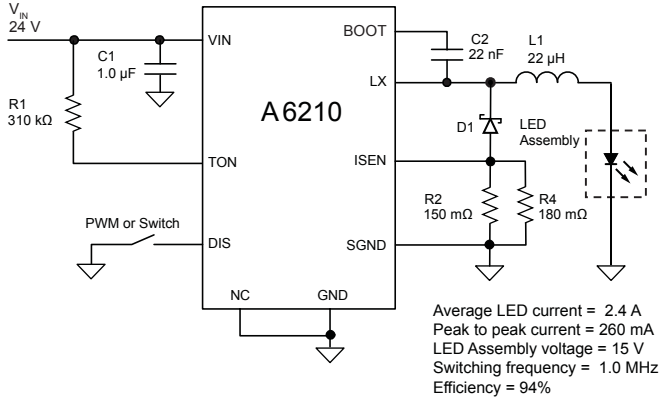 VIN
24 V
VIN
BOOT
C1
1.0 µF
C2
22 nF
L1
22 µH
LX
R1
310 kΩ
A6210
D1
LED
Assembly
TON
ISEN
R2
150 mΩ
R4
180 mΩ
PWM or Switch
DIS
SGND
NC
GND
Average LED current = 2.4 A
Peak to peak current = 260 mA
LED Assembly voltage = 15 V
Switching frequency = 1.0 MHz
Efficiency = 94%